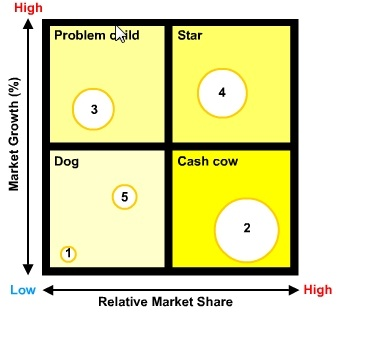 High
Problem child
Star
3
4
Market Growth (%)
Dog
Cash cow
5
2
1
Low
High
Relative Market Share